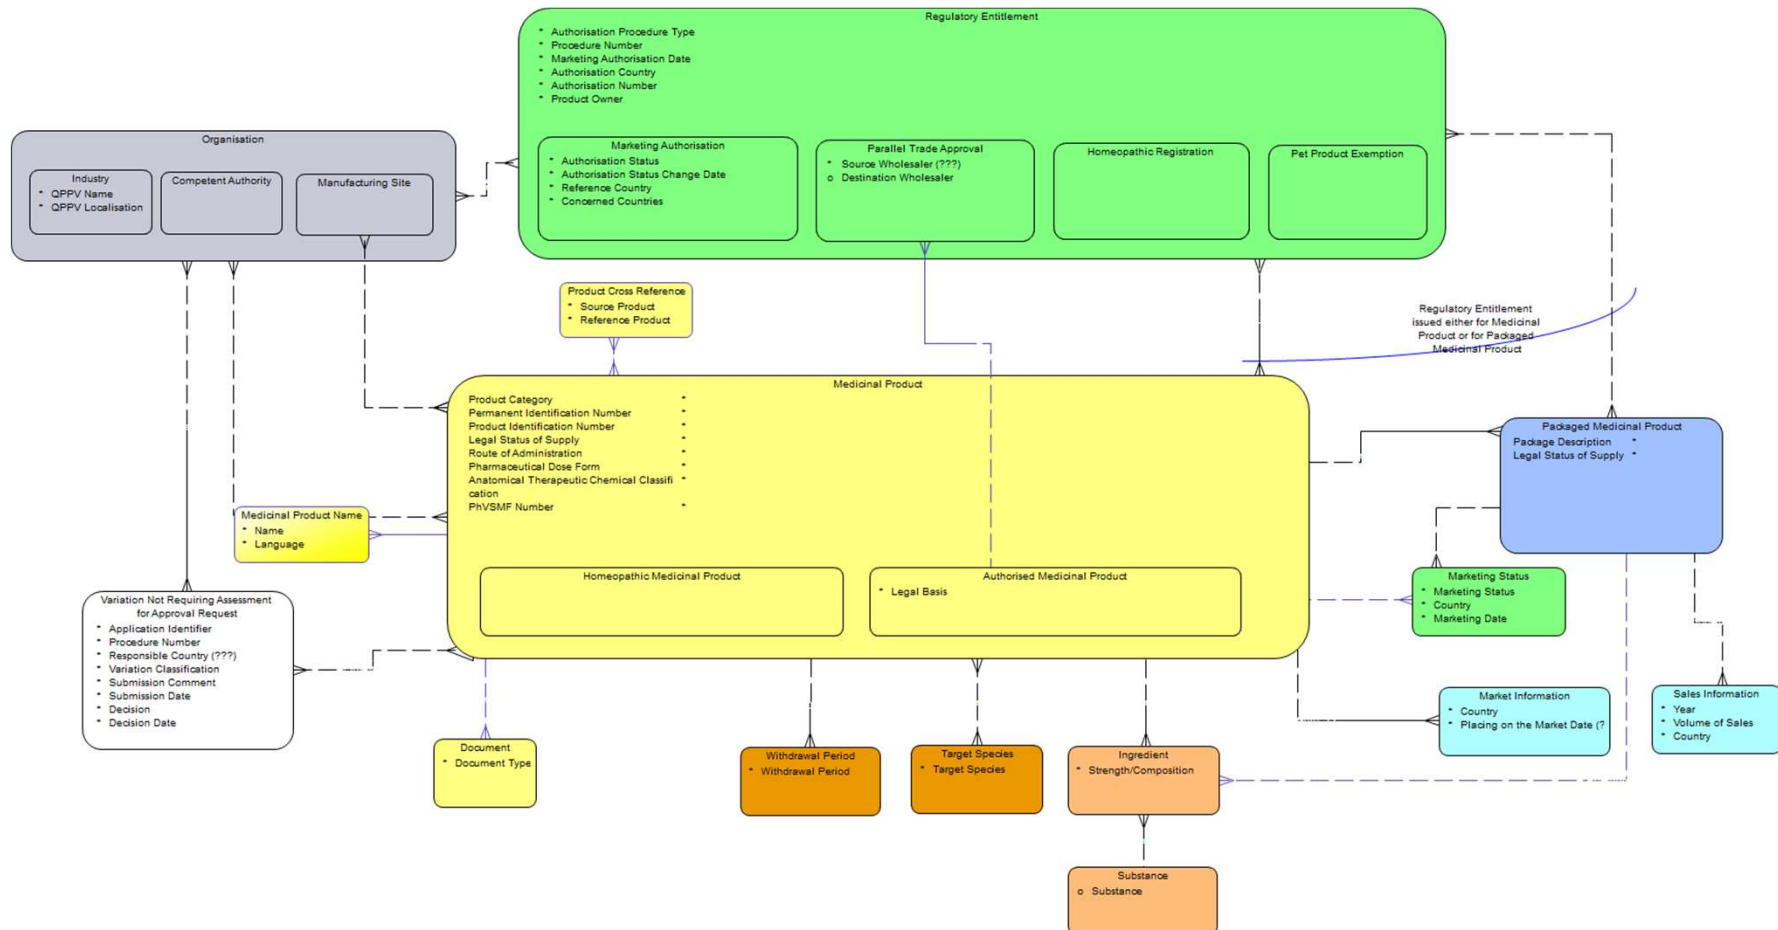 Regulatory Entitlement
* Authorisation Procedure Type
* Procedure Number
* Marketing Authorisation Date
* Authorisation Country
* Authorisation Number
* Product Owner
Marketing Authorisation
* Authorisation Status
* Authorisation Status Change Date
* Reference Country
* Concerned Countries
Parallel Trade Approval
* Source Wholesaler (???)
o Destination Wholesaler
Homeopathic Registration
Pet Product Exemption
Organisation
Industry
* QPPV Name
* QPPV Localisation
Competent Authority
Manufacturing Site
Product Cross Reference
* Source Product
* Reference Product
Regulatory Entitlement
issued either for Medicinal
Product or for Packaged
Medicinal Product
Medicinal Product
Product Category *
Permanent Identification Number *
Product Identification Number *
Legal Status of Supply *
Route of Administration *
Pharmaceutical Dose Form *
Anatomical Therapeutic Chemical Classifi *
cation
PhVSMF Number *
Homeopathic Medicinal Product
Authorised Medicinal Product
* Legal Basis
Packaged Medicinal Product
Package Description *
Legal Status of Supply *
Medicinal Product Name
* Name
* Language
Variation Not Requiring Assessment
for Approval Request
* Application Identifier
* Procedure Number
* Responsible Country (???)
* Variation Classification
* Submission Comment
* Submission Date
* Decision
* Decision Date
Marketing Status
* Marketing Status
* Country
* Marketing Date
Market Information
* Country
* Placing on the Market Date (?
Sales Information
* Year
* Volume of Sales
* Country
Document
* Document Type
Withdrawal Period
* Withdrawal Period
Target Species
* Target Species
Ingredient
* Strength/Composition
Substance
o Substance